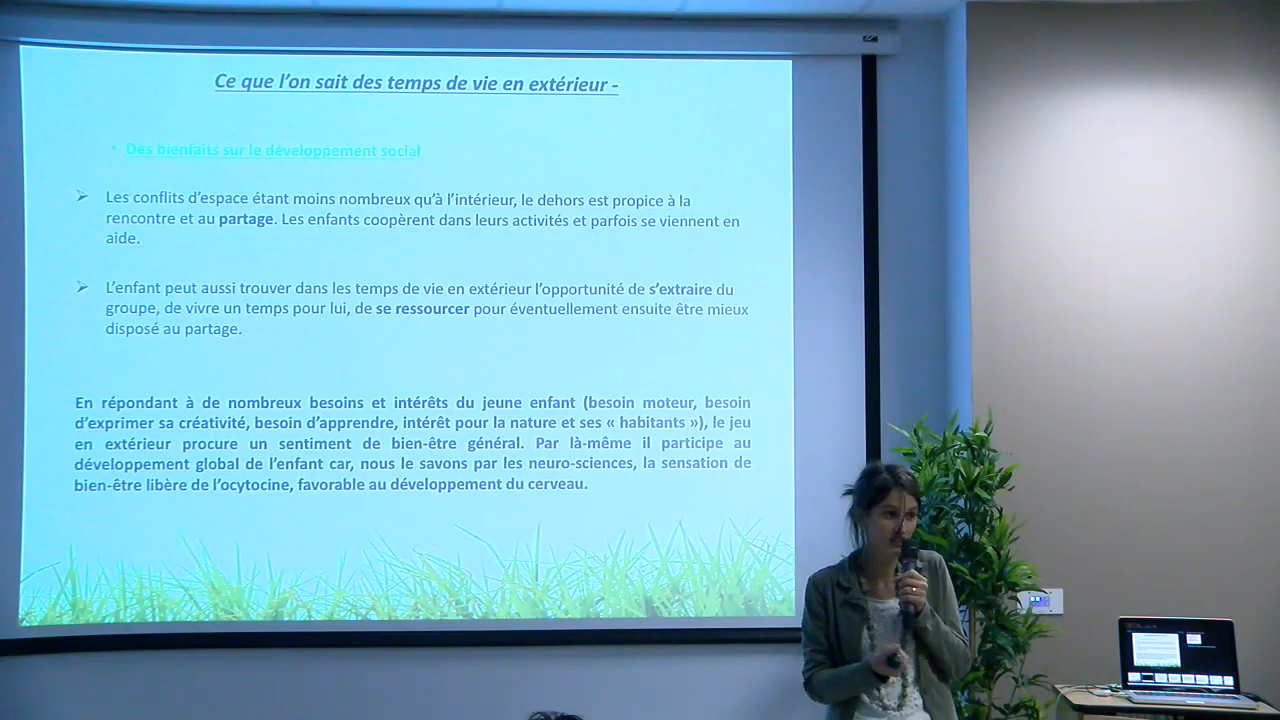 Ce que l'on sait des temps de vie en extérieur -
• Des bienfaits sur le développement social
➢ Les conflits d'espace étant moins nombreux qu'à l'intérieur, le dehors est propice à la
rencontre et au partage. Les enfants coopèrent dans leurs activités et parfois se viennent en
aide.
➢ L'enfant peut aussi trouver dans les temps de vie en extérieur l'opportunité de s'extraire du
groupe, de vivre un temps pour lui, de se ressourcer pour éventuellement ensuite être mieux
disposé au partage.
En répondant à de nombreux besoins et intérêts du jeune enfant (besoin moteur, besoin
d'exprimer sa créativité, besoin d'apprendre, intérêt pour la nature et ses « habitants »), le jeu
en extérieur procure un sentiment de bien-être général. Par là-même il participe au
développement global de l'enfant car, nous le savons par les neuro-sciences, la sensation de
bien-être libère de l'ocytocine, favorable au développement du cerveau.